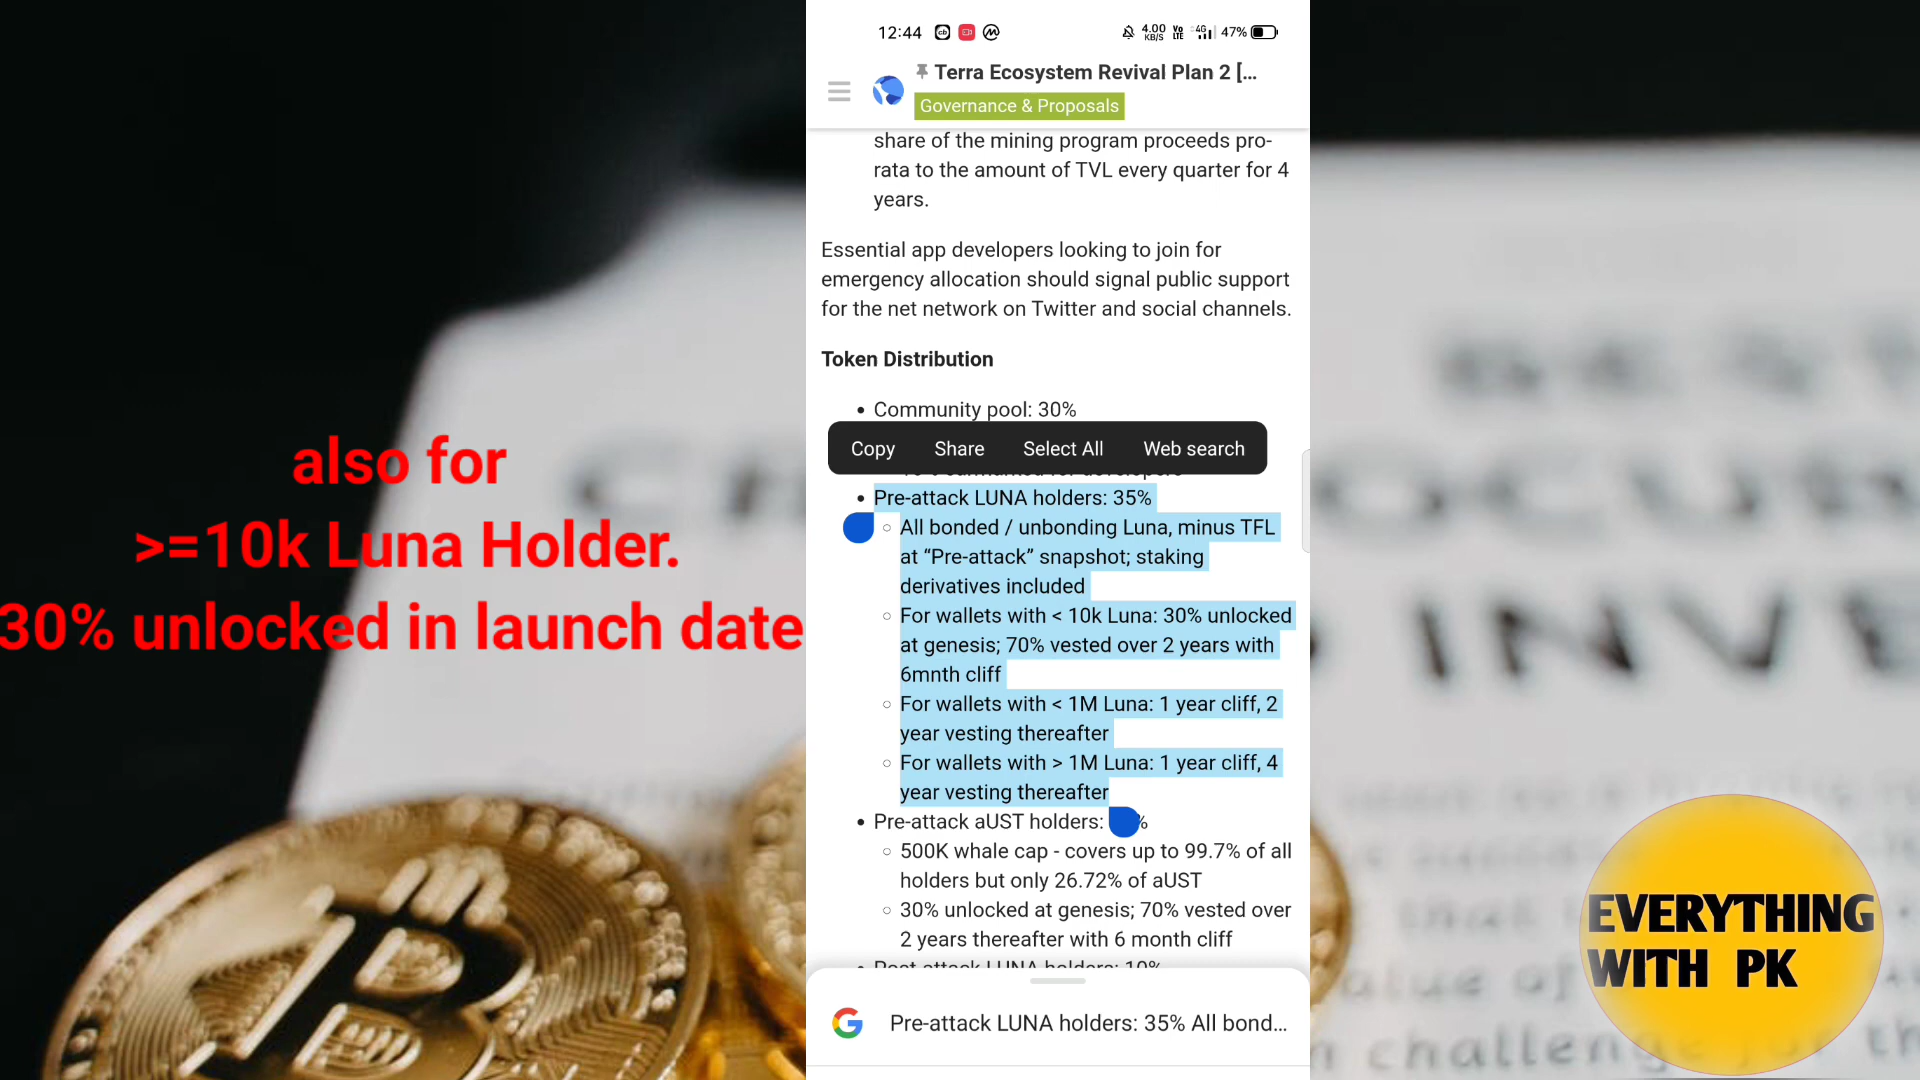 also for
>=10k Luna Holder.
30% unlocked in launch date
12:44
4.00
KB/S
Vo
LTE
4G
47%
Terra Ecosystem Revival Plan 2 [...
Governance & Proposals
share of the mining program proceeds pro-
rata to the amount of TVL every quarter for 4
years.
Essential app developers looking to join for
emergency allocation should signal public support
for the net network on Twitter and social channels.
Token Distribution
• Community pool: 30%
Copy Share Select All Web search
• Pre-attack LUNA holders: 35%
◦ All bonded / unbonding Luna, minus TFL
at “Pre-attack” snapshot; staking
derivatives included
◦ For wallets with < 10k Luna: 30% unlocked
at genesis; 70% vested over 2 years with
6mnth cliff
◦ For wallets with < 1M Luna: 1 year cliff, 2
year vesting thereafter
◦ For wallets with > 1M Luna: 1 year cliff, 4
year vesting thereafter
• Pre-attack aUST holders: %
◦ 500K whale cap - covers up to 99.7% of all
holders but only 26.72% of aUST
◦ 30% unlocked at genesis; 70% vested over
2 years thereafter with 6 month cliff
Pre-attack LUNA holders: 35% All bond...
INVE
challenge
EVERYTHING
WITH PK